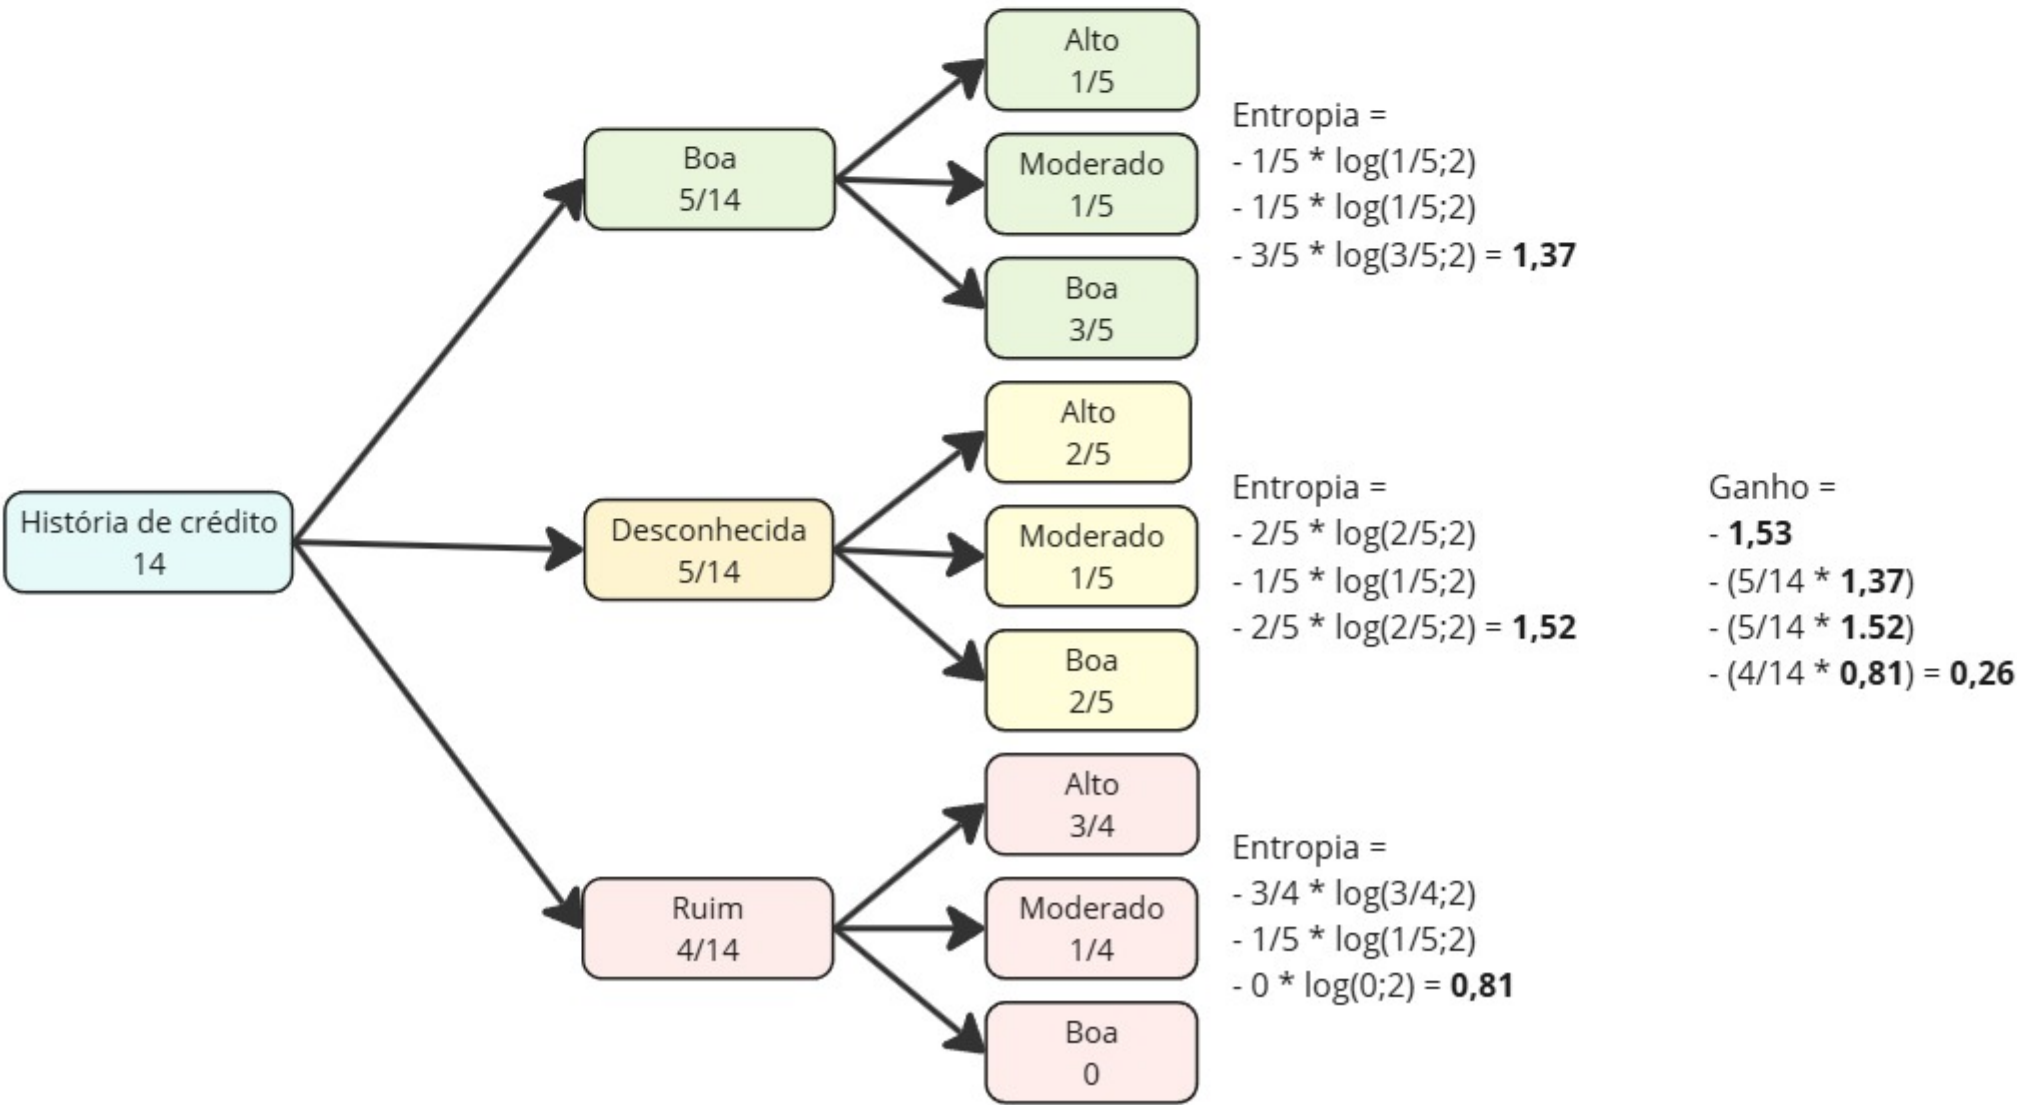 História de crédito
14
Boa
5/14
Alto
1/5
Moderado
1/5
Boa
3/5
Entropia =
- 1/5 * log(1/5;2)
- 1/5 * log(1/5;2)
- 3/5 * log(3/5;2) = 1,37
Desconhecida
5/14
Alto
2/5
Moderado
1/5
Boa
2/5
Entropia =
- 2/5 * log(2/5;2)
- 1/5 * log(1/5;2)
- 2/5 * log(2/5;2) = 1,52
Ruim
4/14
Alto
3/4
Moderado
1/4
Boa
0
Entropia =
- 3/4 * log(3/4;2)
- 1/5 * log(1/5;2)
- 0 * log(0;2) = 0,81
Ganho =
- 1,53
- (5/14 * 1,37)
- (5/14 * 1.52)
- (4/14 * 0,81) = 0,26